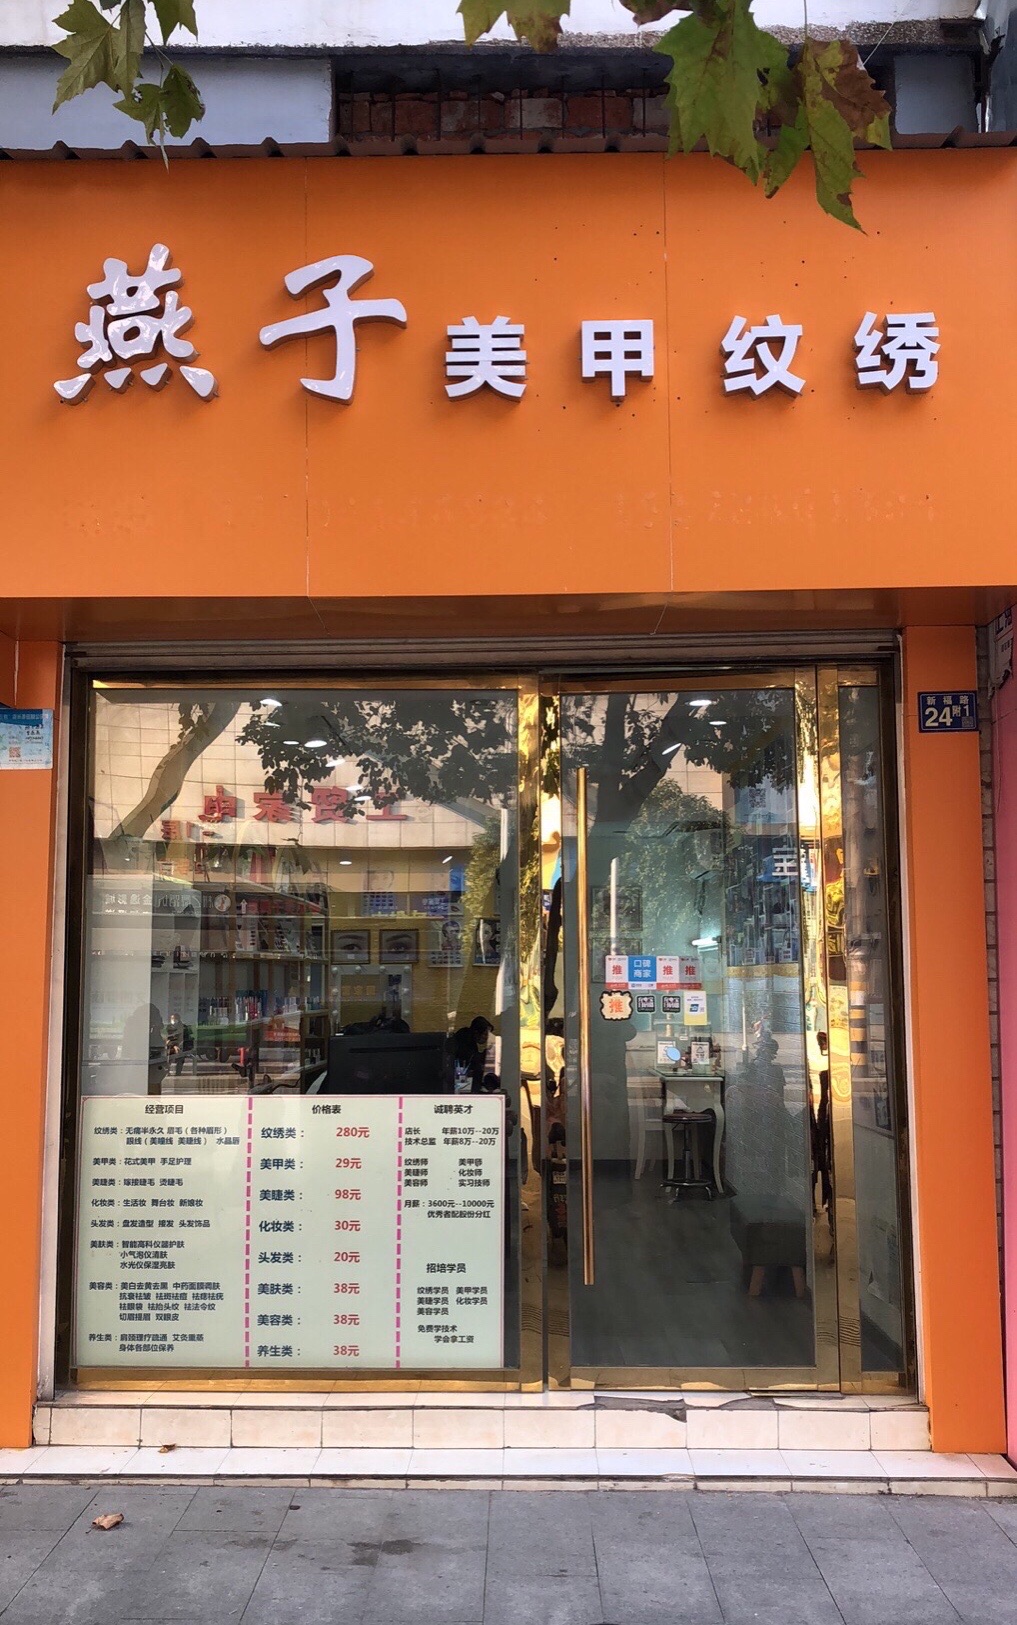 燕子美甲纹绣
新福路
24附1
推
口碑
商家
推
推
推
经营项目
纹绣类：无痛半永久 眉毛（各种眉形）
眼线（美瞳线 美睫线） 水晶唇
美甲类：花式美甲 手足护理
美睫类：嫁接睫毛 烫睫毛
化妆类：生活妆 舞台妆 新娘妆
头发类：盘发造型 接发 头发饰品
美肤类：智能高科仪器护肤
小气泡仪清肤
水光仪保湿亮肤
美容类：美白去黄去黑 中药面膜调肤
抗衰祛皱 祛斑祛痘 祛痣祛疣
祛眼袋 祛抬头纹 祛法令纹
切眉提眉 双眼皮
养生类：肩颈理疗疏通 艾灸熏蒸
身体各部位保养
价格表
纹绣类： 280元
美甲类： 29元
美睫类： 98元
化妆类： 30元
头发类： 20元
美肤类： 38元
美容类： 38元
养生类： 38元
诚聘英才
店长 年薪10万--20万
技术总监 年薪8万--20万
纹绣师 美甲师
美睫师 化妆师
美容师 实习技师
月薪：3600元--10000元
优秀者配股份分红
招培学员
纹绣学员 美甲学员
美睫学员 化妆学员
美容学员
免费学技术
学会拿工资